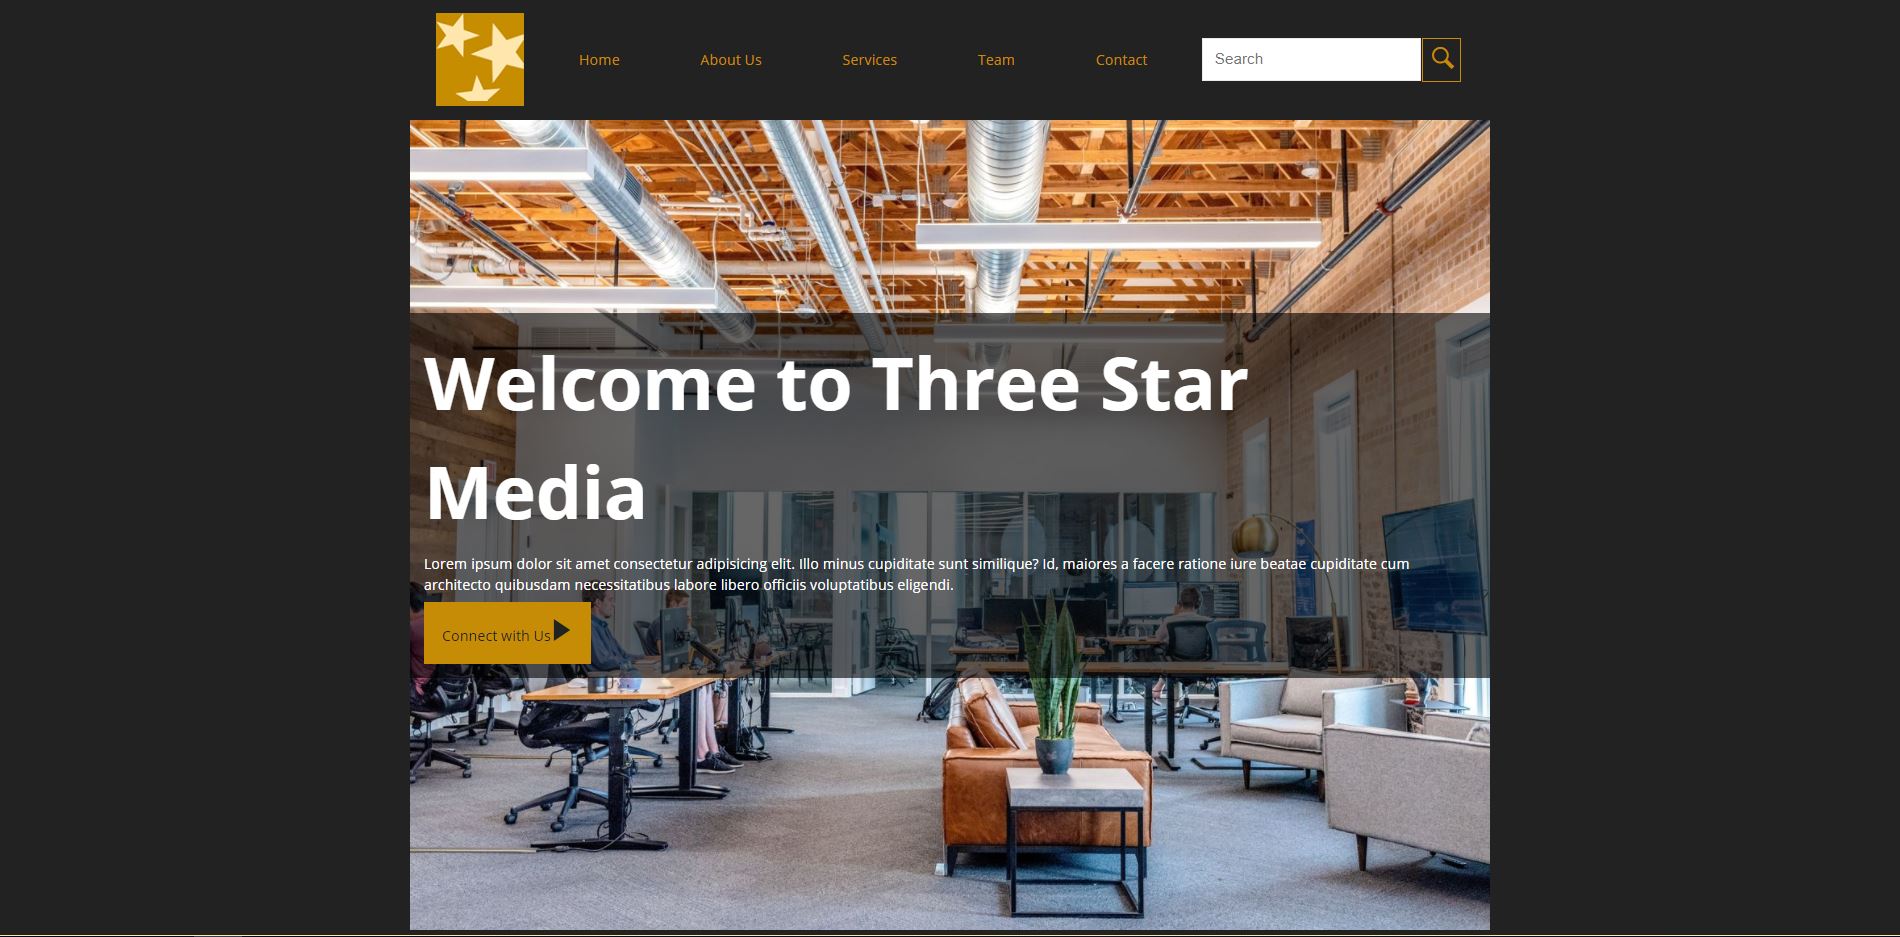 Home About Us Services Team Contact Search
Welcome to Three Star
Media
Lorem ipsum dolor sit amet consectetur adipisicing elit. Illo minus cupiditate sunt similique? Id, maiores a facere ratione iure beatae cupiditate cum
architecto quibusdam necessitatibus labore libero officiis voluptatibus eligendi.
Connect with Us